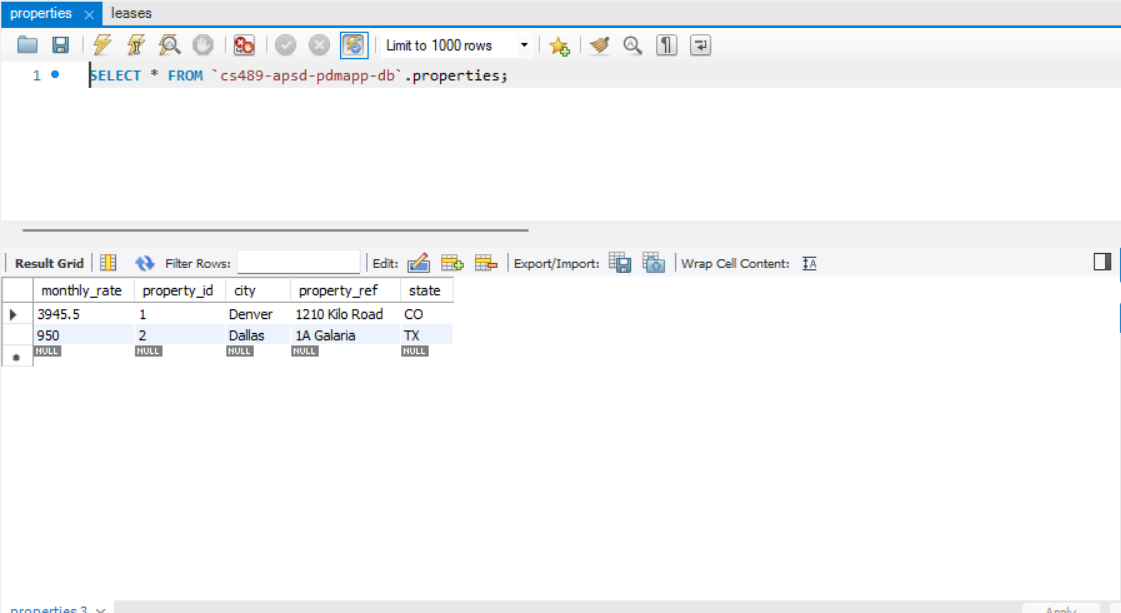 properties leases
Limit to 1000 rows
1 SELECT * FROM `cs489-apsd-pdmapp-db`.properties;
Result Grid Filter Rows: Edit: Export/Import: Wrap Cell Content:
monthly_rate property_id city property_ref state
3945.5 1 Denver 1210 Kilo Road CO
950 2 Dallas 1A Galaria TX
NULL NULL NULL NULL NULL
properties 3 Apply